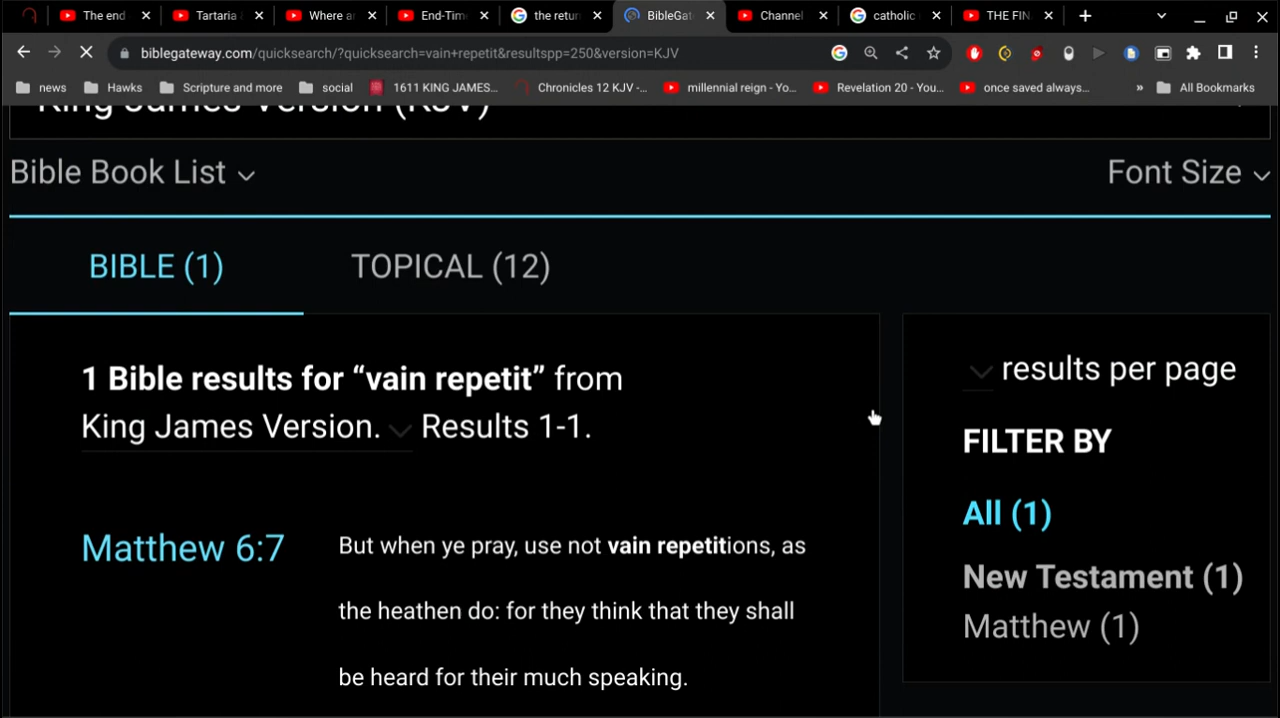 The end
Tartaria
Where a
End-Tim
the retur
BibleGat
Channel
catholic
THE FIN
biblegateway.com/quicksearch/?quicksearch=vain+repetit&resultspp=250&version=KJV
news
Hawks
Scripture and more
social
1611 KING JAMES...
Chronicles 12 KJV -...
millennial reign - Yo...
Revelation 20 - You...
once saved always...
»
All Bookmarks
King James Version (KJV)
Bible Book List
Font Size
BIBLE (1)
TOPICAL (12)
1 Bible results for “vain repetit” from
King James Version. Results 1-1.
results per page
FILTER BY
All (1)
New Testament (1)
Matthew (1)
Matthew 6:7
But when ye pray, use not vain repetitions, as
the heathen do: for they think that they shall
be heard for their much speaking.